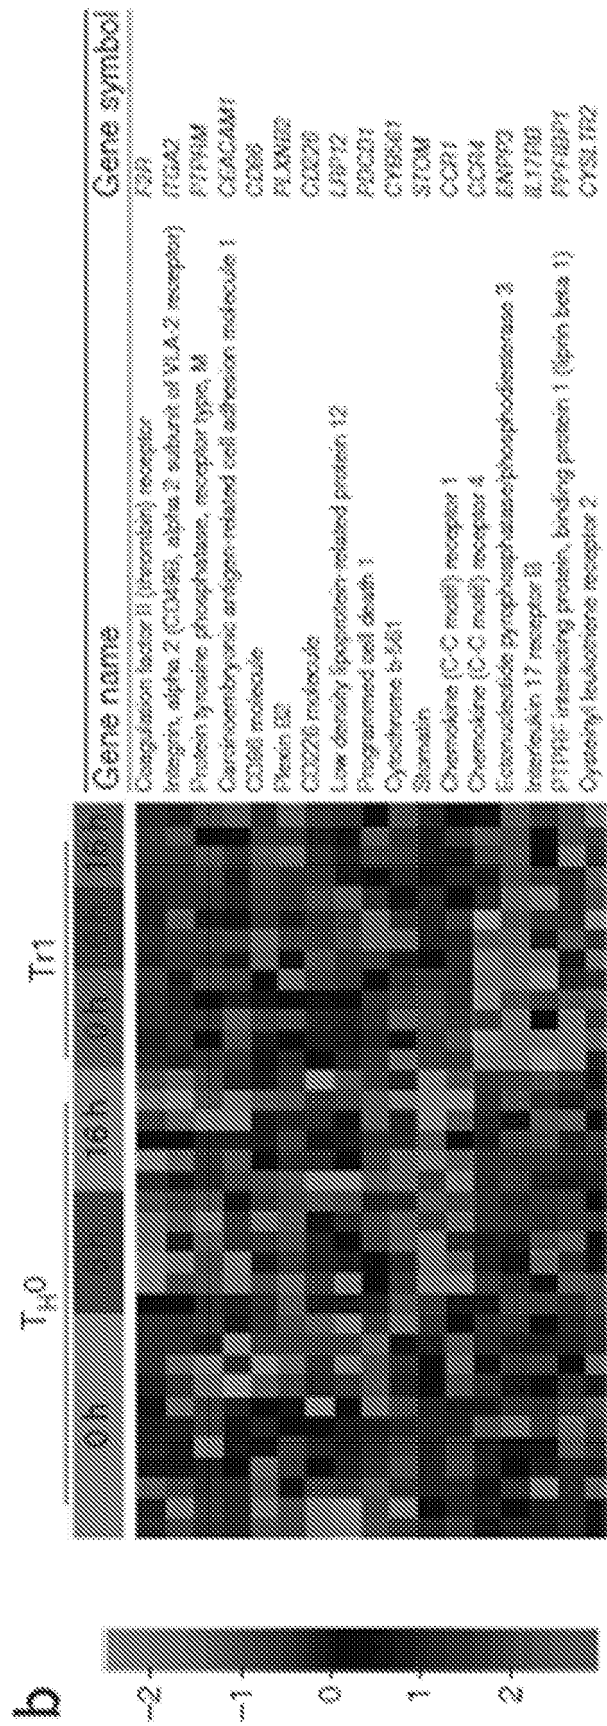 b
−2
−1
0
1
2
TH0
Tr1
0 h
16 h
0 h
Gene name Gene symbol
Coagulation factor II (thrombin) receptor F2R
Integrin, alpha 2 (CD49B, alpha 2 subunit of VLA-2 receptor) ITGA2
Protein tyrosine phosphatase, receptor type, M PTPRM
Carcinoembryonic antigen-related cell adhesion molecule 1 CEACAM1
CD86 molecule CD86
Plexin
CD226 molecule CD226
Low density lipoprotein-related protein 12 LRP12
Programmed cell death 1 PDCD1
Cytochrome b-561 CYB561
Stomatin STOM
Chemokine (C-C motif) receptor 1 CCR1
Chemokine (C-C motif) receptor 4 CCR4
Ectonucleotide pyrophosphatase/phosphodiesterase 3 ENPP3
Interleukin 17 receptor B IL17RB
PTPRF interacting protein, binding protein 1 (liprin beta 1) PPFIBP1
Cysteinyl leukotriene receptor 2 CYSLTR2